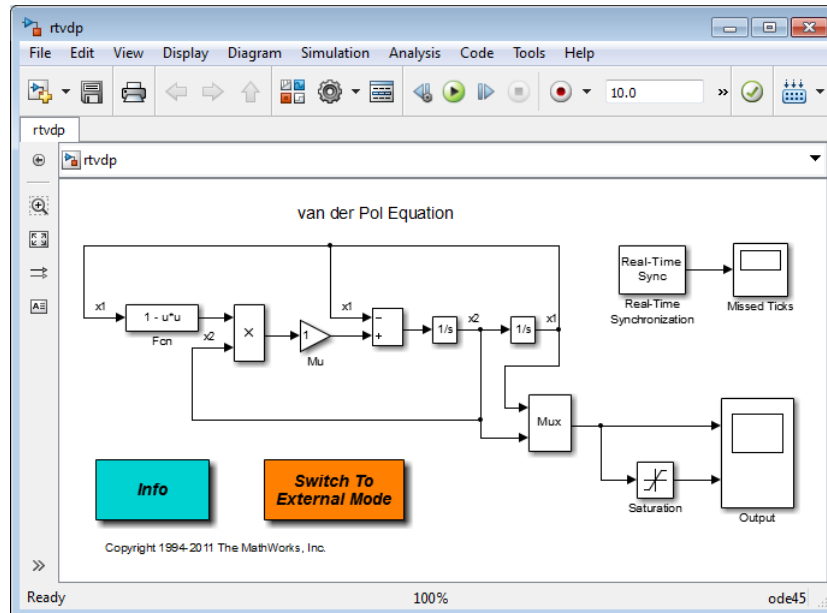 rtvdp
File Edit View Display Diagram Simulation Analysis Code Tools Help
10.0
»
rtvdp
rtvdp
van der Pol Equation
x1
1 - u*u
Fcn
x2
×
1
Mu
x1
−
+
1/s
x2
1/s
x1
Real-Time
Sync
Real-Time
Synchronization
Missed Ticks
Mux
Saturation
Output
Info
Switch To
External Mode
Copyright 1994-2011 The MathWorks, Inc.
»
Ready 100% ode45